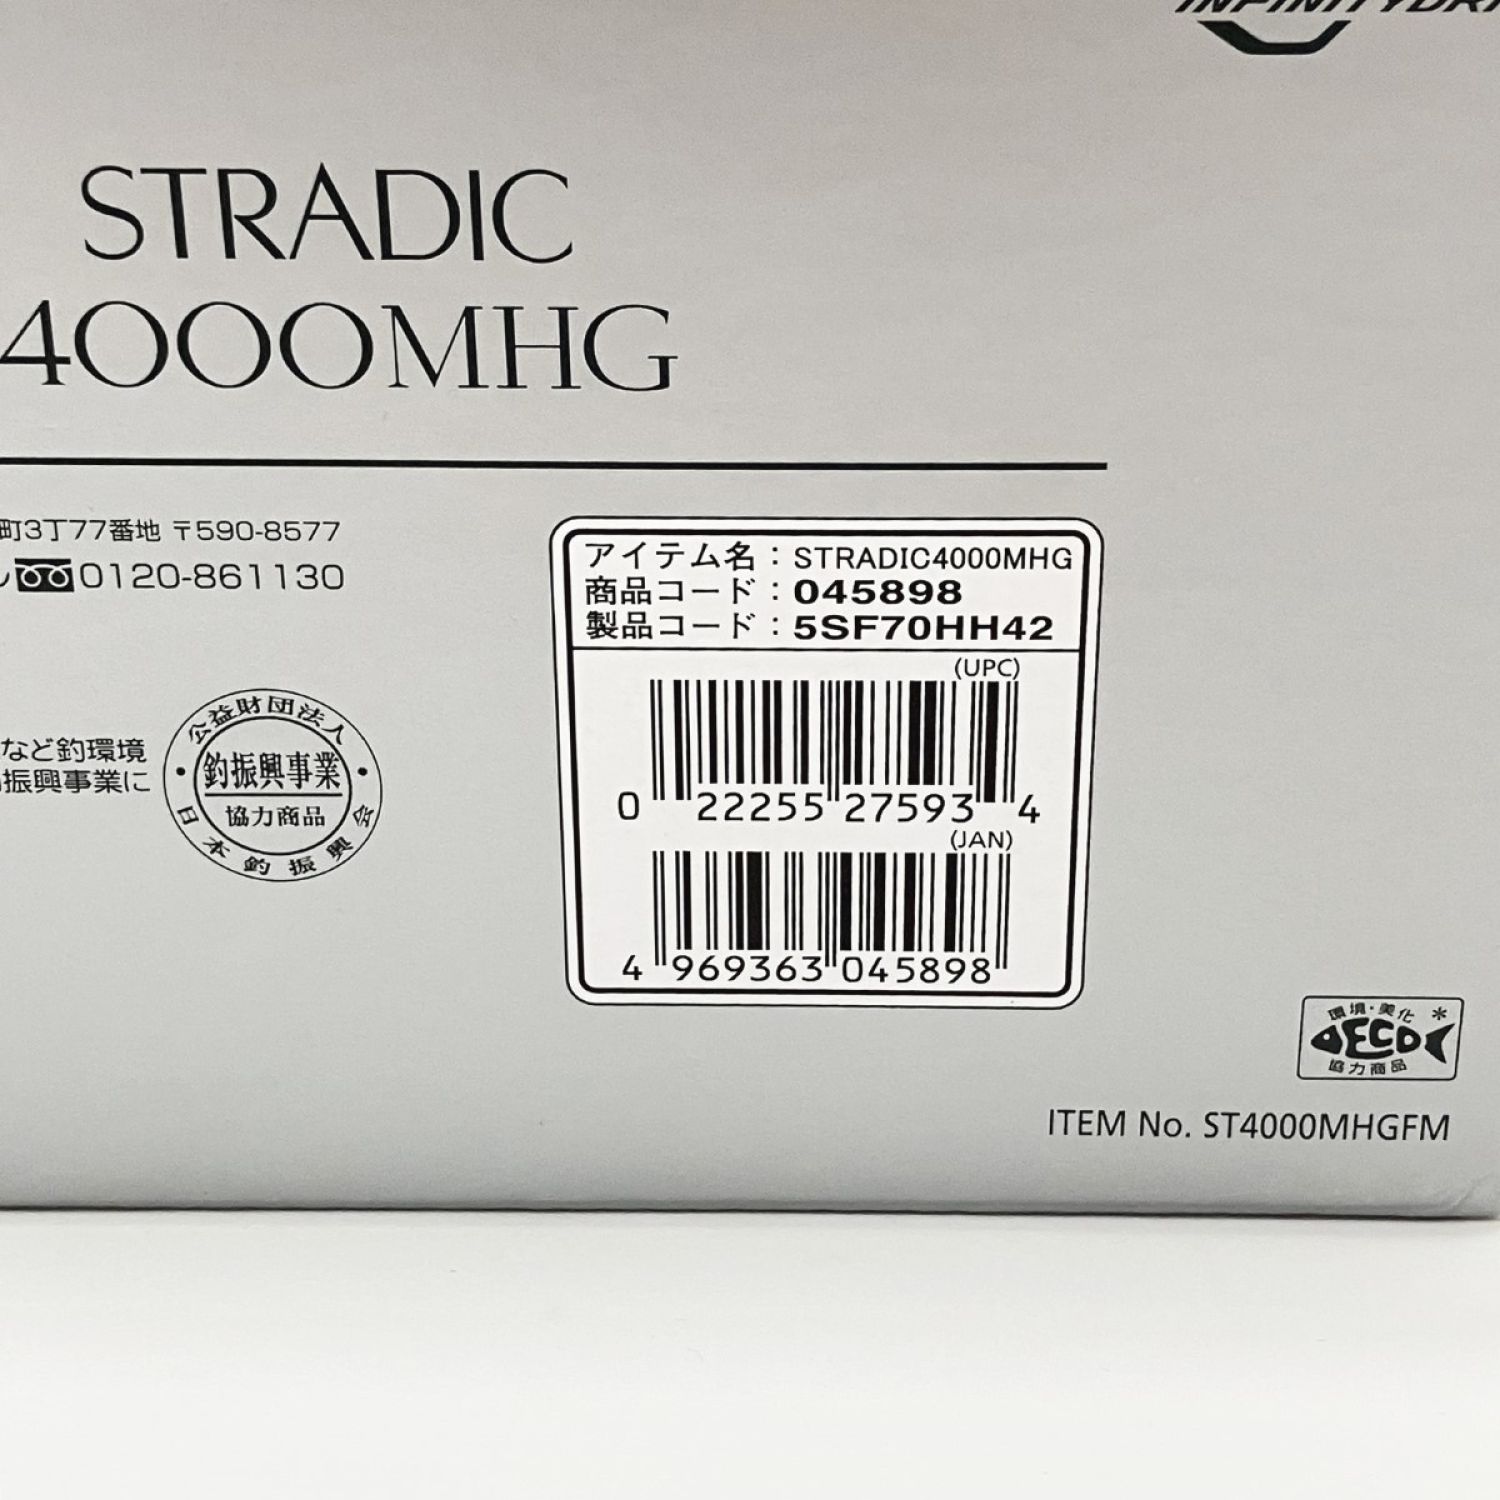 INFINITYDRI
STRADIC
4000MHG
町3丁77番地 〒590-8577
0120-861130
アイテム名：STRADIC4000MHG
商品コード：045898
製品コード：5SF70HH42
(UPC)
0 22255 27593 4
(JAN)
4 969363 045898
など釣環境
振興事業に
公益財団法人
釣振興事業
協力商品
日本釣振興会
環境・美化
ECO
協力商品
ITEM No. ST4000MHGFM